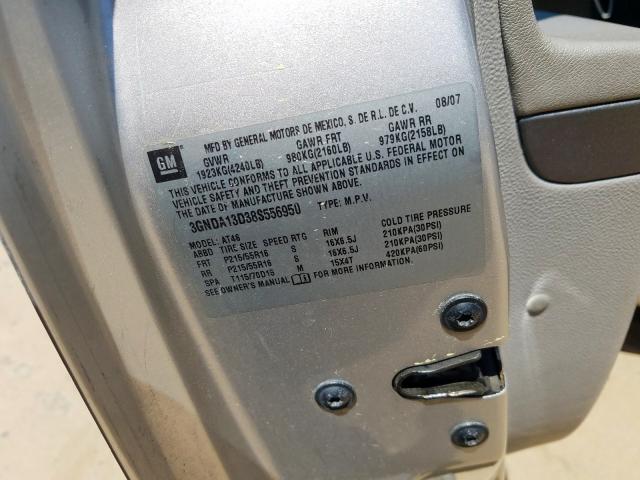 GM
MFD BY GENERAL MOTORS DE MEXICO, S. DE R.L. DE C.V. 08/07
GVWR GAWR FRT GAWR RR
1923KG(4240LB) 980KG(2160LB) 979KG(2158LB)
THIS VEHICLE CONFORMS TO ALL APPLICABLE U.S. FEDERAL MOTOR
VEHICLE SAFETY AND THEFT PREVENTION STANDARDS IN EFFECT ON
THE DATE OF MANUFACTURE SHOWN ABOVE.
3GNDA13D38S556950 TYPE: M.P.V.
MODEL: AT46
ABBD TIRE SIZE SPEED RTG RIM COLD TIRE PRESSURE
FRT P215/55R16 S 16X6.5J 210KPA(30PSI)
RR P215/55R16 S 16X6.5J 210KPA(30PSI)
SPA T115/70D15 M 15X4T 420KPA(60PSI)
SEE OWNER'S MANUAL FOR MORE INFORMATION.